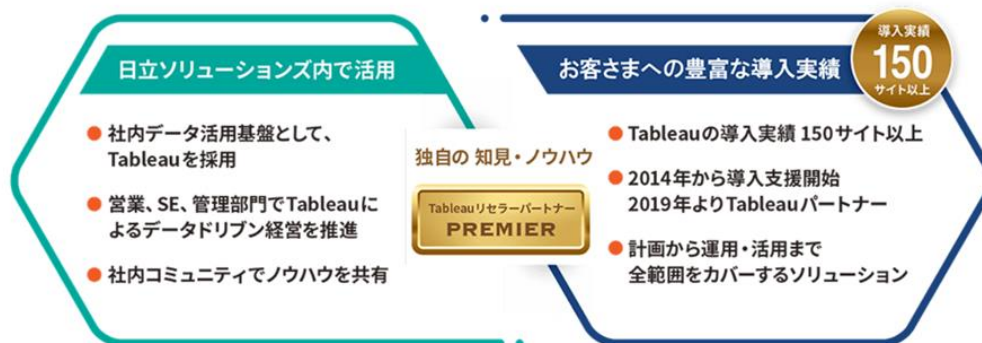 日立ソリューションズ内で活用
社内データ活用基盤として、
Tableauを採用
営業、SE、管理部門でTableauに
よるデータドリブン経営を推進
社内コミュニティでノウハウを共有
独自の 知見・ノウハウ
Tableauリセラーパートナー
PREMIER
お客さまへの豊富な導入実績
導入実績
150
サイト以上
Tableauの導入実績 150サイト以上
2014年から導入支援開始
2019年よりTableauパートナー
計画から運用・活用まで
全範囲をカバーするソリューション